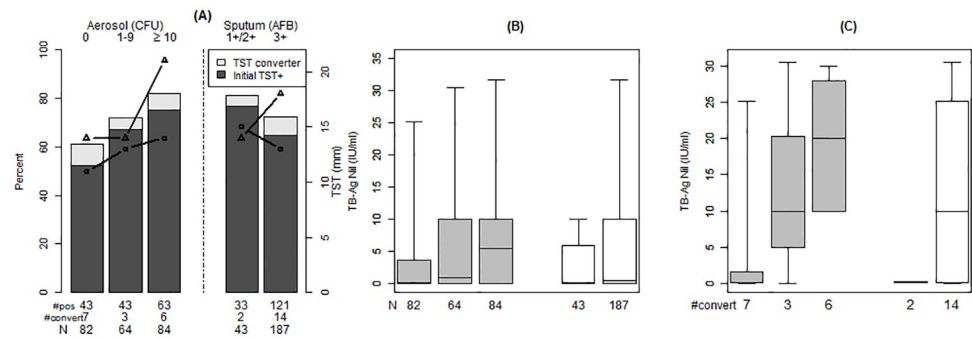 (A)
Aerosol (CFU)
0 1-9 ≥ 10
Sputum (AFB)
1+/2+ 3+
TST converter
Initial TST+
Percent
0 20 40 60 80 100
TST (mm)
0 5 10 15 20
#pos 43 43 63 33 121
#convert 7 3 6 2 14
N 82 64 84 43 187
(B)
TB-Ag Nil (IU/ml)
0 5 10 15 20 25 30 35
N 82 64 84 43 187
(C)
TB-Ag Nil (IU/ml)
0 5 10 15 20 25 30
#convert 7 3 6 2 14